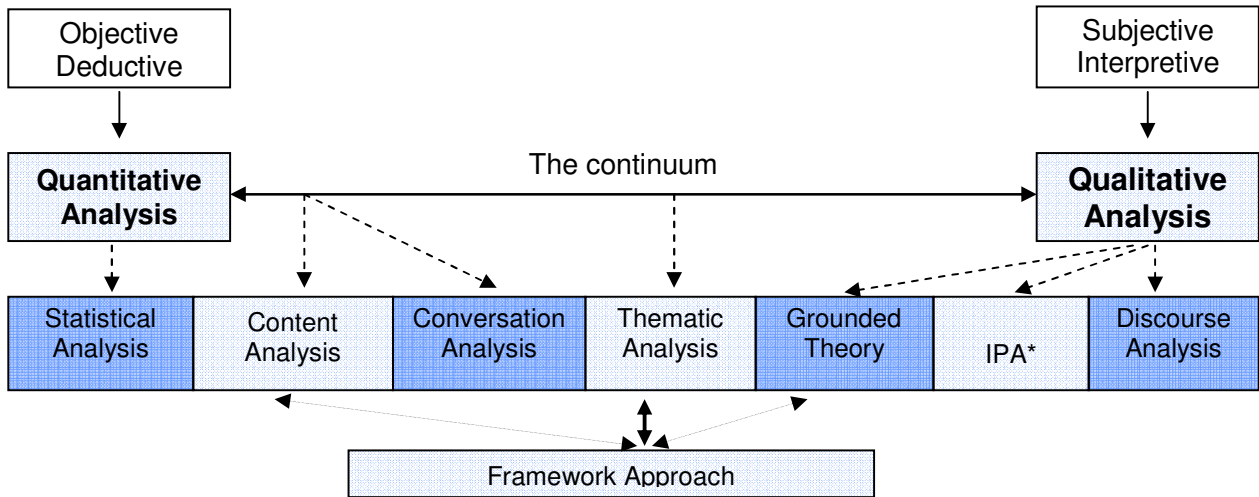 Objective
Deductive
Subjective
Interpretive
The continuum
Quantitative
Analysis
Qualitative
Analysis
Statistical
Analysis
Content
Analysis
Conversation
Analysis
Thematic
Analysis
Grounded
Theory
IPA*
Discourse
Analysis
Framework Approach